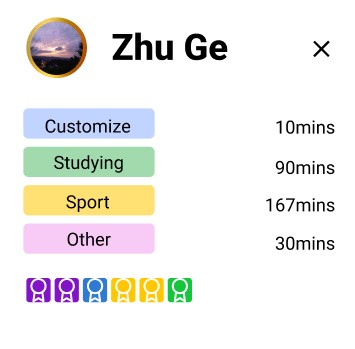 Zhu Ge
Customize 10mins
Studying 90mins
Sport 167mins
Other 30mins